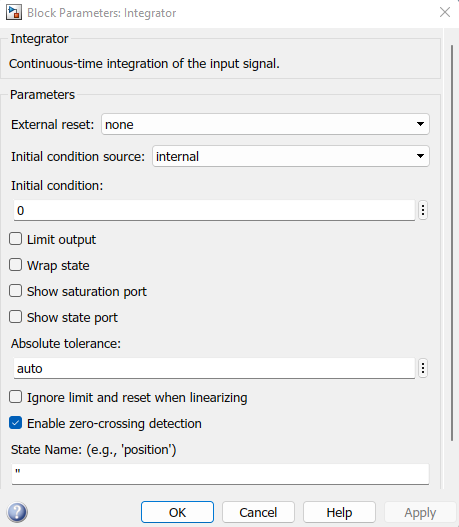 Block Parameters: Integrator
Integrator
Continuous-time integration of the input signal.
Parameters
External reset: none
Initial condition source: internal
Initial condition:
0
Limit output
Wrap state
Show saturation port
Show state port
Absolute tolerance:
auto
Ignore limit and reset when linearizing
Enable zero-crossing detection
State Name: (e.g., 'position')
''
? OK Cancel Help Apply